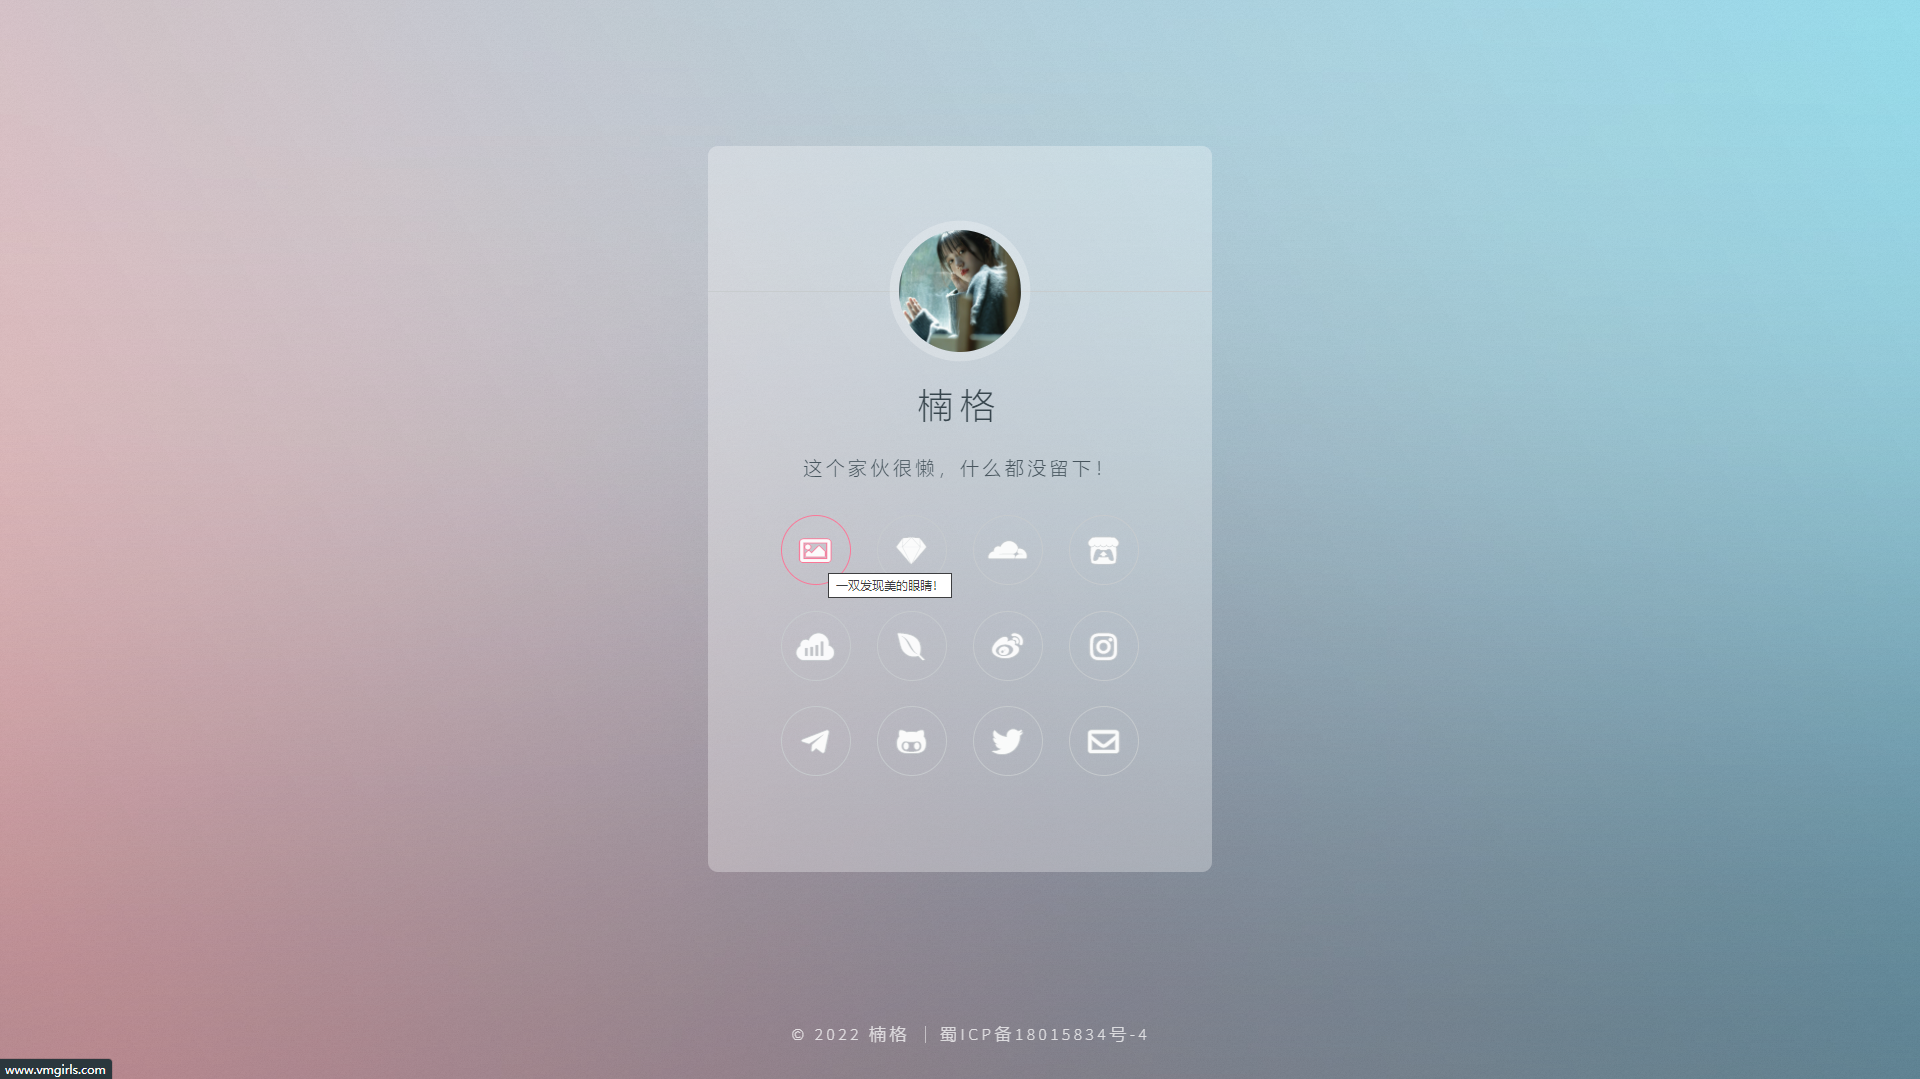 楠格
这个家伙很懒，什么都没留下！
一双发现美的眼睛！
© 2022 楠格 ｜蜀ICP备18015834号-4
www.vmgirls.com